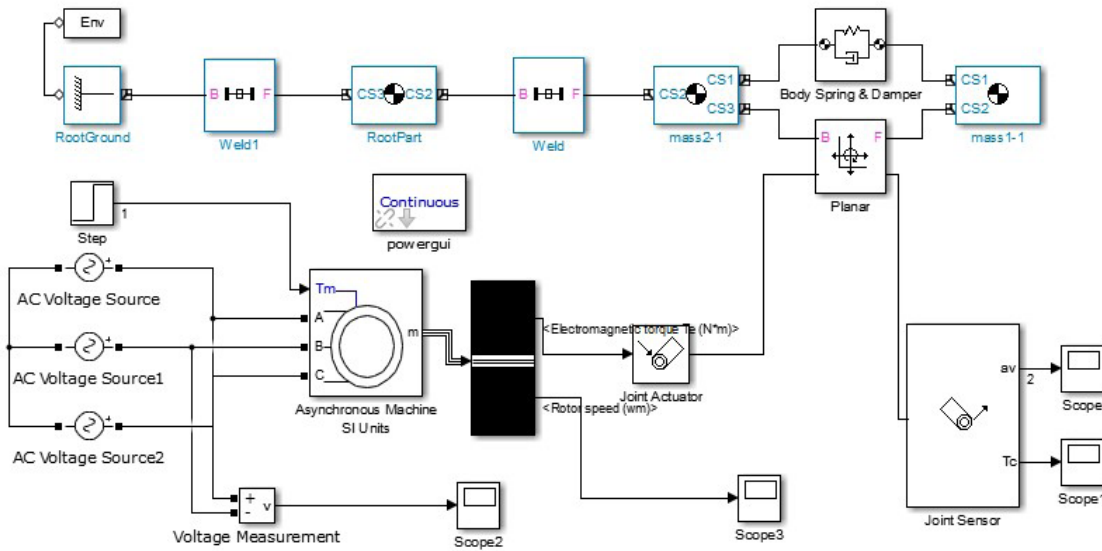 Env
RootGround
B
F
Weld1
CS3
CS2
RootPart
B
F
Weld
CS2
CS1
CS3
mass2-1
Body Spring & Damper
CS1
CS2
mass1-1
B
F
Planar
1
Step
Continuous
powergui
AC Voltage Source
AC Voltage Source1
AC Voltage Source2
Tm
A
B
C
m
Asynchronous Machine
SI Units
<Electromagnetic torque Te (N*m)>
<Rotor speed (wm)>
Joint Actuator
av
2
Tc
Joint Sensor
Scope
Scope1
+
-
v
Voltage Measurement
Scope2
Scope3